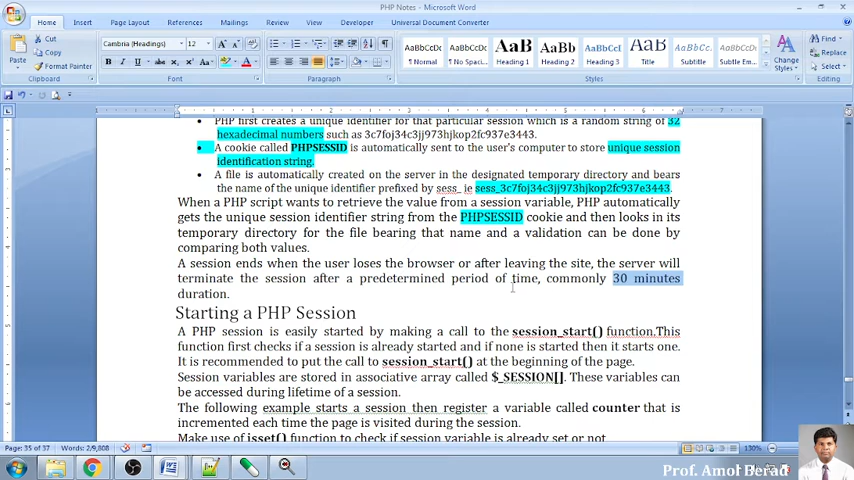 PHP Notes - Microsoft Word
Home Insert Page Layout References Mailings Review View Developer Universal Document Converter
Cut
Copy
Format Painter
Paste
Clipboard
Cambria (Headings) 12
Font
Paragraph
AaBbCcDc AaBbCcDc AaBbC AaBbCc AaBbCc AaB AaBbCcL AaBbCcDc
¶ Normal ¶ No Spaci... Heading 1 Heading 2 Heading 3 Title Subtitle Subtle Em...
Styles
Change Styles
Find
Replace
Select
Editing
PHP first creates a unique identifier for that particular session which is a random string of 32
hexadecimal numbers such as 3c7foj34c3jj973hjkop2fc937e3443.
• A cookie called PHPSESSID is automatically sent to the user's computer to store unique session
identification string.
• A file is automatically created on the server in the designated temporary directory and bears
the name of the unique identifier prefixed by sess_ ie sess_3c7foj34c3jj973hjkop2fc937e3443.
When a PHP script wants to retrieve the value from a session variable, PHP automatically
gets the unique session identifier string from the PHPSESSID cookie and then looks in its
temporary directory for the file bearing that name and a validation can be done by
comparing both values.
A session ends when the user loses the browser or after leaving the site, the server will
terminate the session after a predetermined period of time, commonly 30 minutes
duration.
Starting a PHP Session
A PHP session is easily started by making a call to the session_start() function.This
function first checks if a session is already started and if none is started then it starts one.
It is recommended to put the call to session_start() at the beginning of the page.
Session variables are stored in associative array called $_SESSION[]. These variables can
be accessed during lifetime of a session.
The following example starts a session then register a variable called counter that is
incremented each time the page is visited during the session.
Make use of isset() function to check if session variable is already set or not
Page: 35 of 37 Words: 2/9,808 130%
Prof. Amol Berad